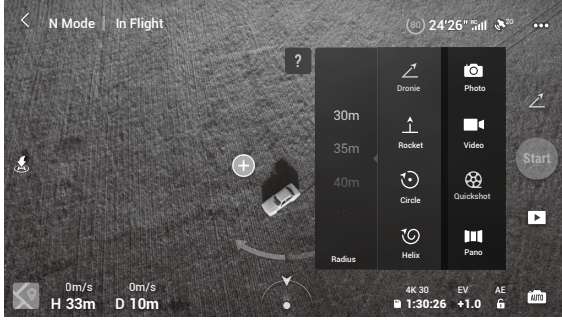 N Mode | In Flight
80 24'26" RC 20
?
30m
35m
40m
Radius
Dronie
Rocket
Circle
Helix
Photo
Video
Quickshot
Pano
Start
0m/s 0m/s
H 33m D 10m
4K 30 EV AE
1:30:26 +1.0
AUTO